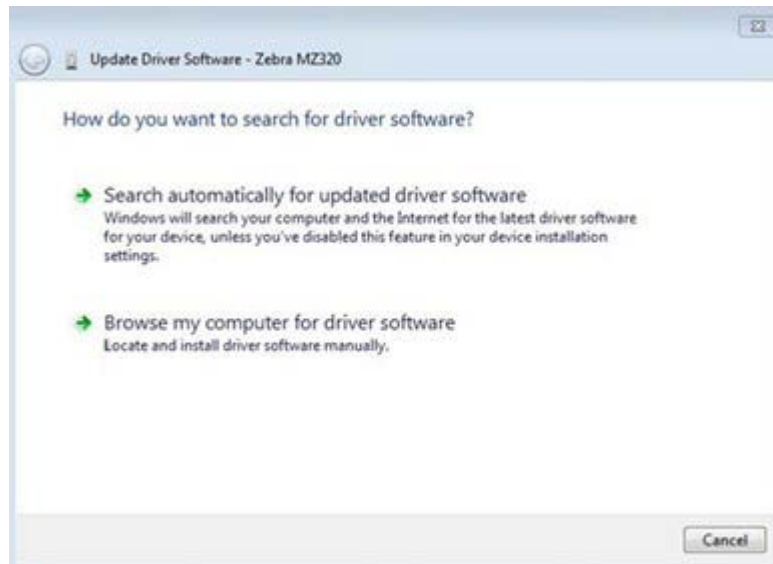 Update Driver Software - Zebra MZ320
How do you want to search for driver software?
Search automatically for updated driver software
Windows will search your computer and the Internet for the latest driver software
for your device, unless you've disabled this feature in your device installation
settings.
Browse my computer for driver software
Locate and install driver software manually.
Cancel